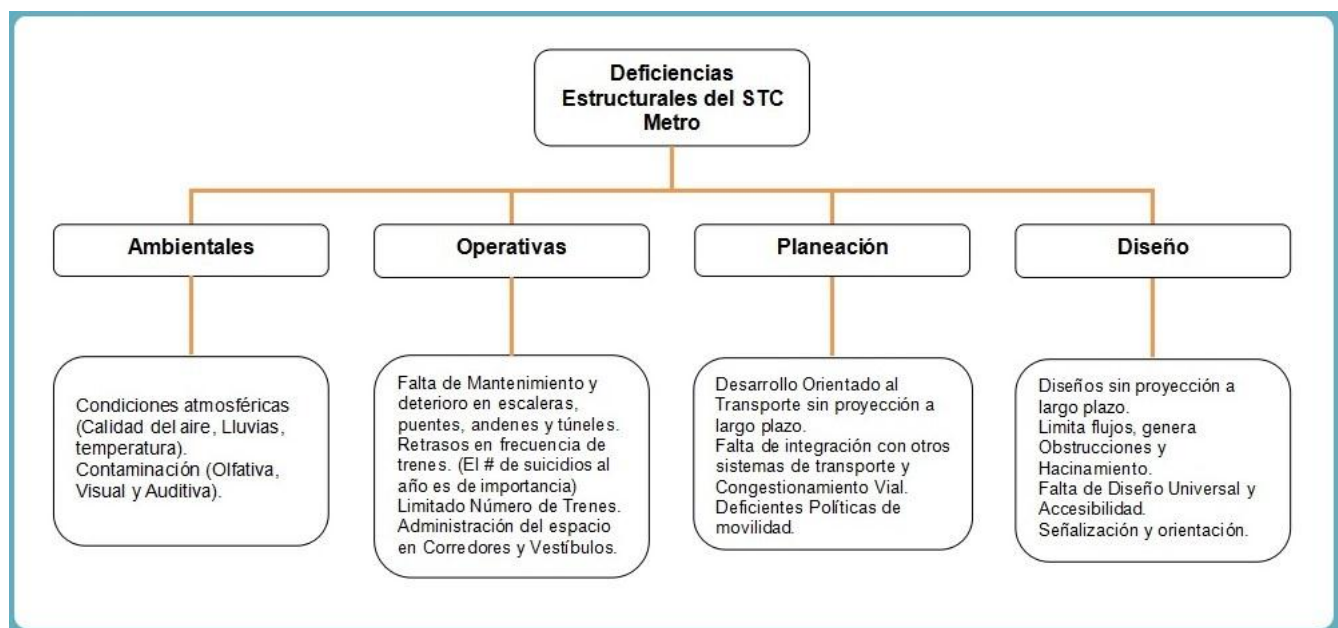 Deficiencias
Estructurales del STC
Metro
Ambientales
Operativas
Planeación
Diseño
Condiciones atmosféricas
(Calidad del aire, Lluvias,
temperatura).
Contaminación (Olfativa,
Visual y Auditiva).
Falta de Mantenimiento y
deterioro en escaleras,
puentes, andenes y túneles.
Retrasos en frecuencia de
trenes. (El # de suicidios al
año es de importancia)
Limitado Número de Trenes.
Administración del espacio
en Corredores y Vestíbulos.
Desarrollo Orientado al
Transporte sin proyección a
largo plazo.
Falta de integración con otros
sistemas de transporte y
Congestionamiento Vial.
Deficientes Políticas de
movilidad.
Diseños sin proyección a
largo plazo.
Limita flujos, genera
Obstrucciones y
Hacinamiento.
Falta de Diseño Universal y
Accesibilidad.
Señalización y orientación.